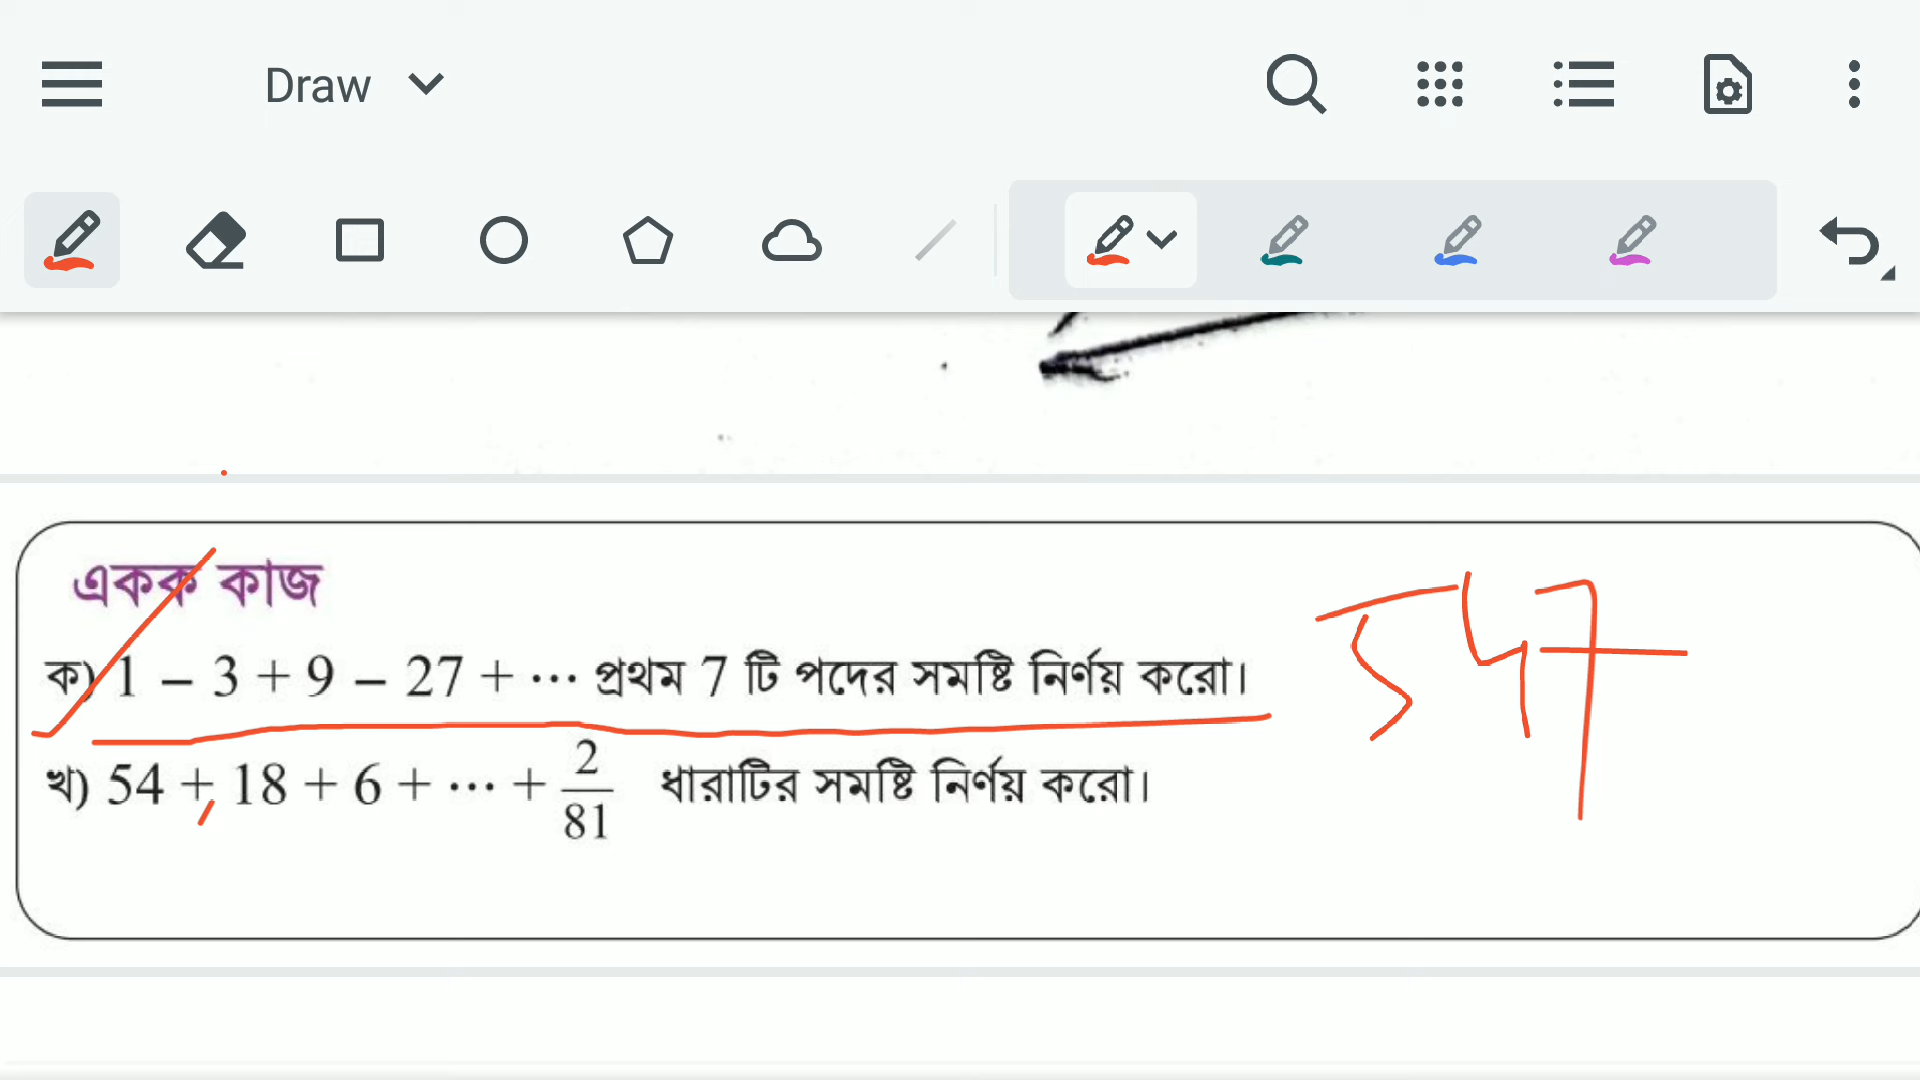 Draw
একক কাজ
ক) 1 – 3 + 9 – 27 + ··· প্রথম 7 টি পদের সমষ্টি নির্ণয় করো।
547
খ) 54 + 18 + 6 + ··· + 2/81 ধারাটির সমষ্টি নির্ণয় করো।